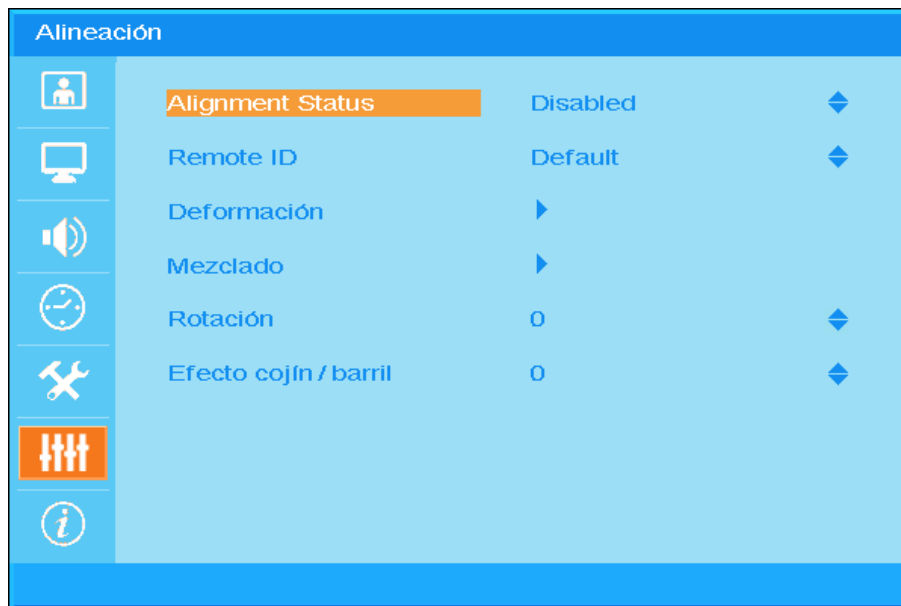 Alineación
Alignment Status Disabled
Remote ID Default
Deformación
Mezclado
Rotación 0
Efecto cojín / barril 0